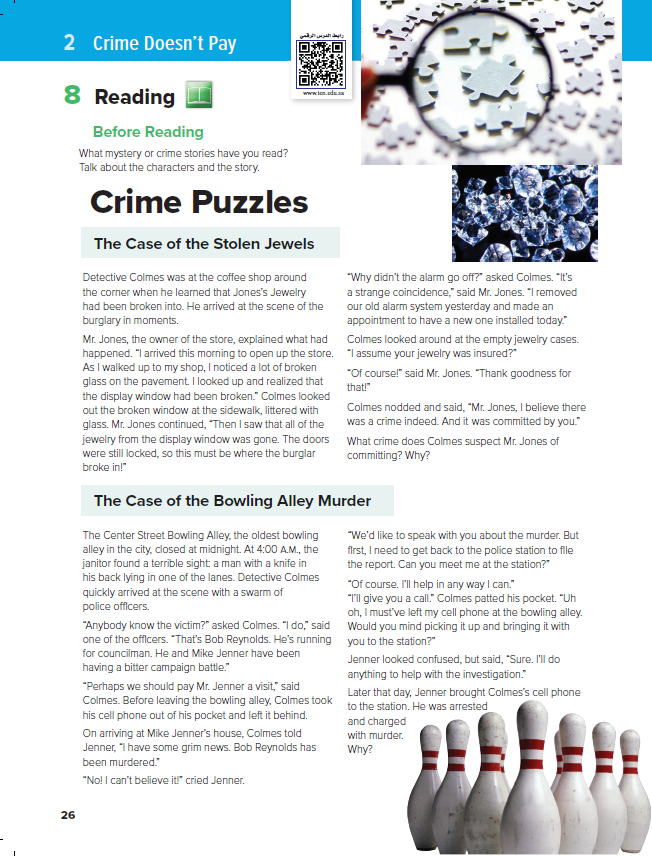 2 Crime Doesn't Pay
رابط الدرس الرقمي
www.ien.edu.sa
8 Reading
Before Reading
What mystery or crime stories have you read?
Talk about the characters and the story.
Crime Puzzles
The Case of the Stolen Jewels
Detective Colmes was at the coffee shop around
the corner when he learned that Jones's Jewelry
had been broken into. He arrived at the scene of the
burglary in moments.
Mr. Jones, the owner of the store, explained what had
happened. “I arrived this morning to open up the store.
As I walked up to my shop, I noticed a lot of broken
glass on the pavement. I looked up and realized that
the display window had been broken.” Colmes looked
out the broken window at the sidewalk, littered with
glass. Mr. Jones continued, “Then I saw that all of the
jewelry from the display window was gone. The doors
were still locked, so this must be where the burglar
broke in!”
“Why didn't the alarm go off?” asked Colmes. “It's
a strange coincidence,” said Mr. Jones. “I removed
our old alarm system yesterday and made an
appointment to have a new one installed today.”
Colmes looked around at the empty jewelry cases.
“I assume your jewelry was insured?”
“Of course!” said Mr. Jones. “Thank goodness for
that!”
Colmes nodded and said, “Mr. Jones, I believe there
was a crime indeed. And it was committed by you.”
What crime does Colmes suspect Mr. Jones of
committing? Why?
The Case of the Bowling Alley Murder
The Center Street Bowling Alley, the oldest bowling
alley in the city, closed at midnight. At 4:00 A.M., the
janitor found a terrible sight: a man with a knife in
his back lying in one of the lanes. Detective Colmes
quickly arrived at the scene with a swarm of
police officers.
“Anybody know the victim?” asked Colmes. “I do,” said
one of the officers. “That's Bob Reynolds. He's running
for councilman. He and Mike Jenner have been
having a bitter campaign battle.”
“Perhaps we should pay Mr. Jenner a visit,” said
Colmes. Before leaving the bowling alley, Colmes took
his cell phone out of his pocket and left it behind.
On arriving at Mike Jenner's house, Colmes told
Jenner, “I have some grim news. Bob Reynolds has
been murdered.”
“No! I can't believe it!” cried Jenner.
“We'd like to speak with you about the murder. But
first, I need to get back to the police station to file
the report. Can you meet me at the station?”
“Of course. I'll help in any way I can.”
“I'll give you a call.” Colmes patted his pocket. “Uh
oh, I must've left my cell phone at the bowling alley.
Would you mind picking it up and bringing it with
you to the station?”
Jenner looked confused, but said, “Sure. I'll do
anything to help with the investigation.”
Later that day, Jenner brought Colmes's cell phone
to the station. He was arrested
and charged
with murder.
Why?
26